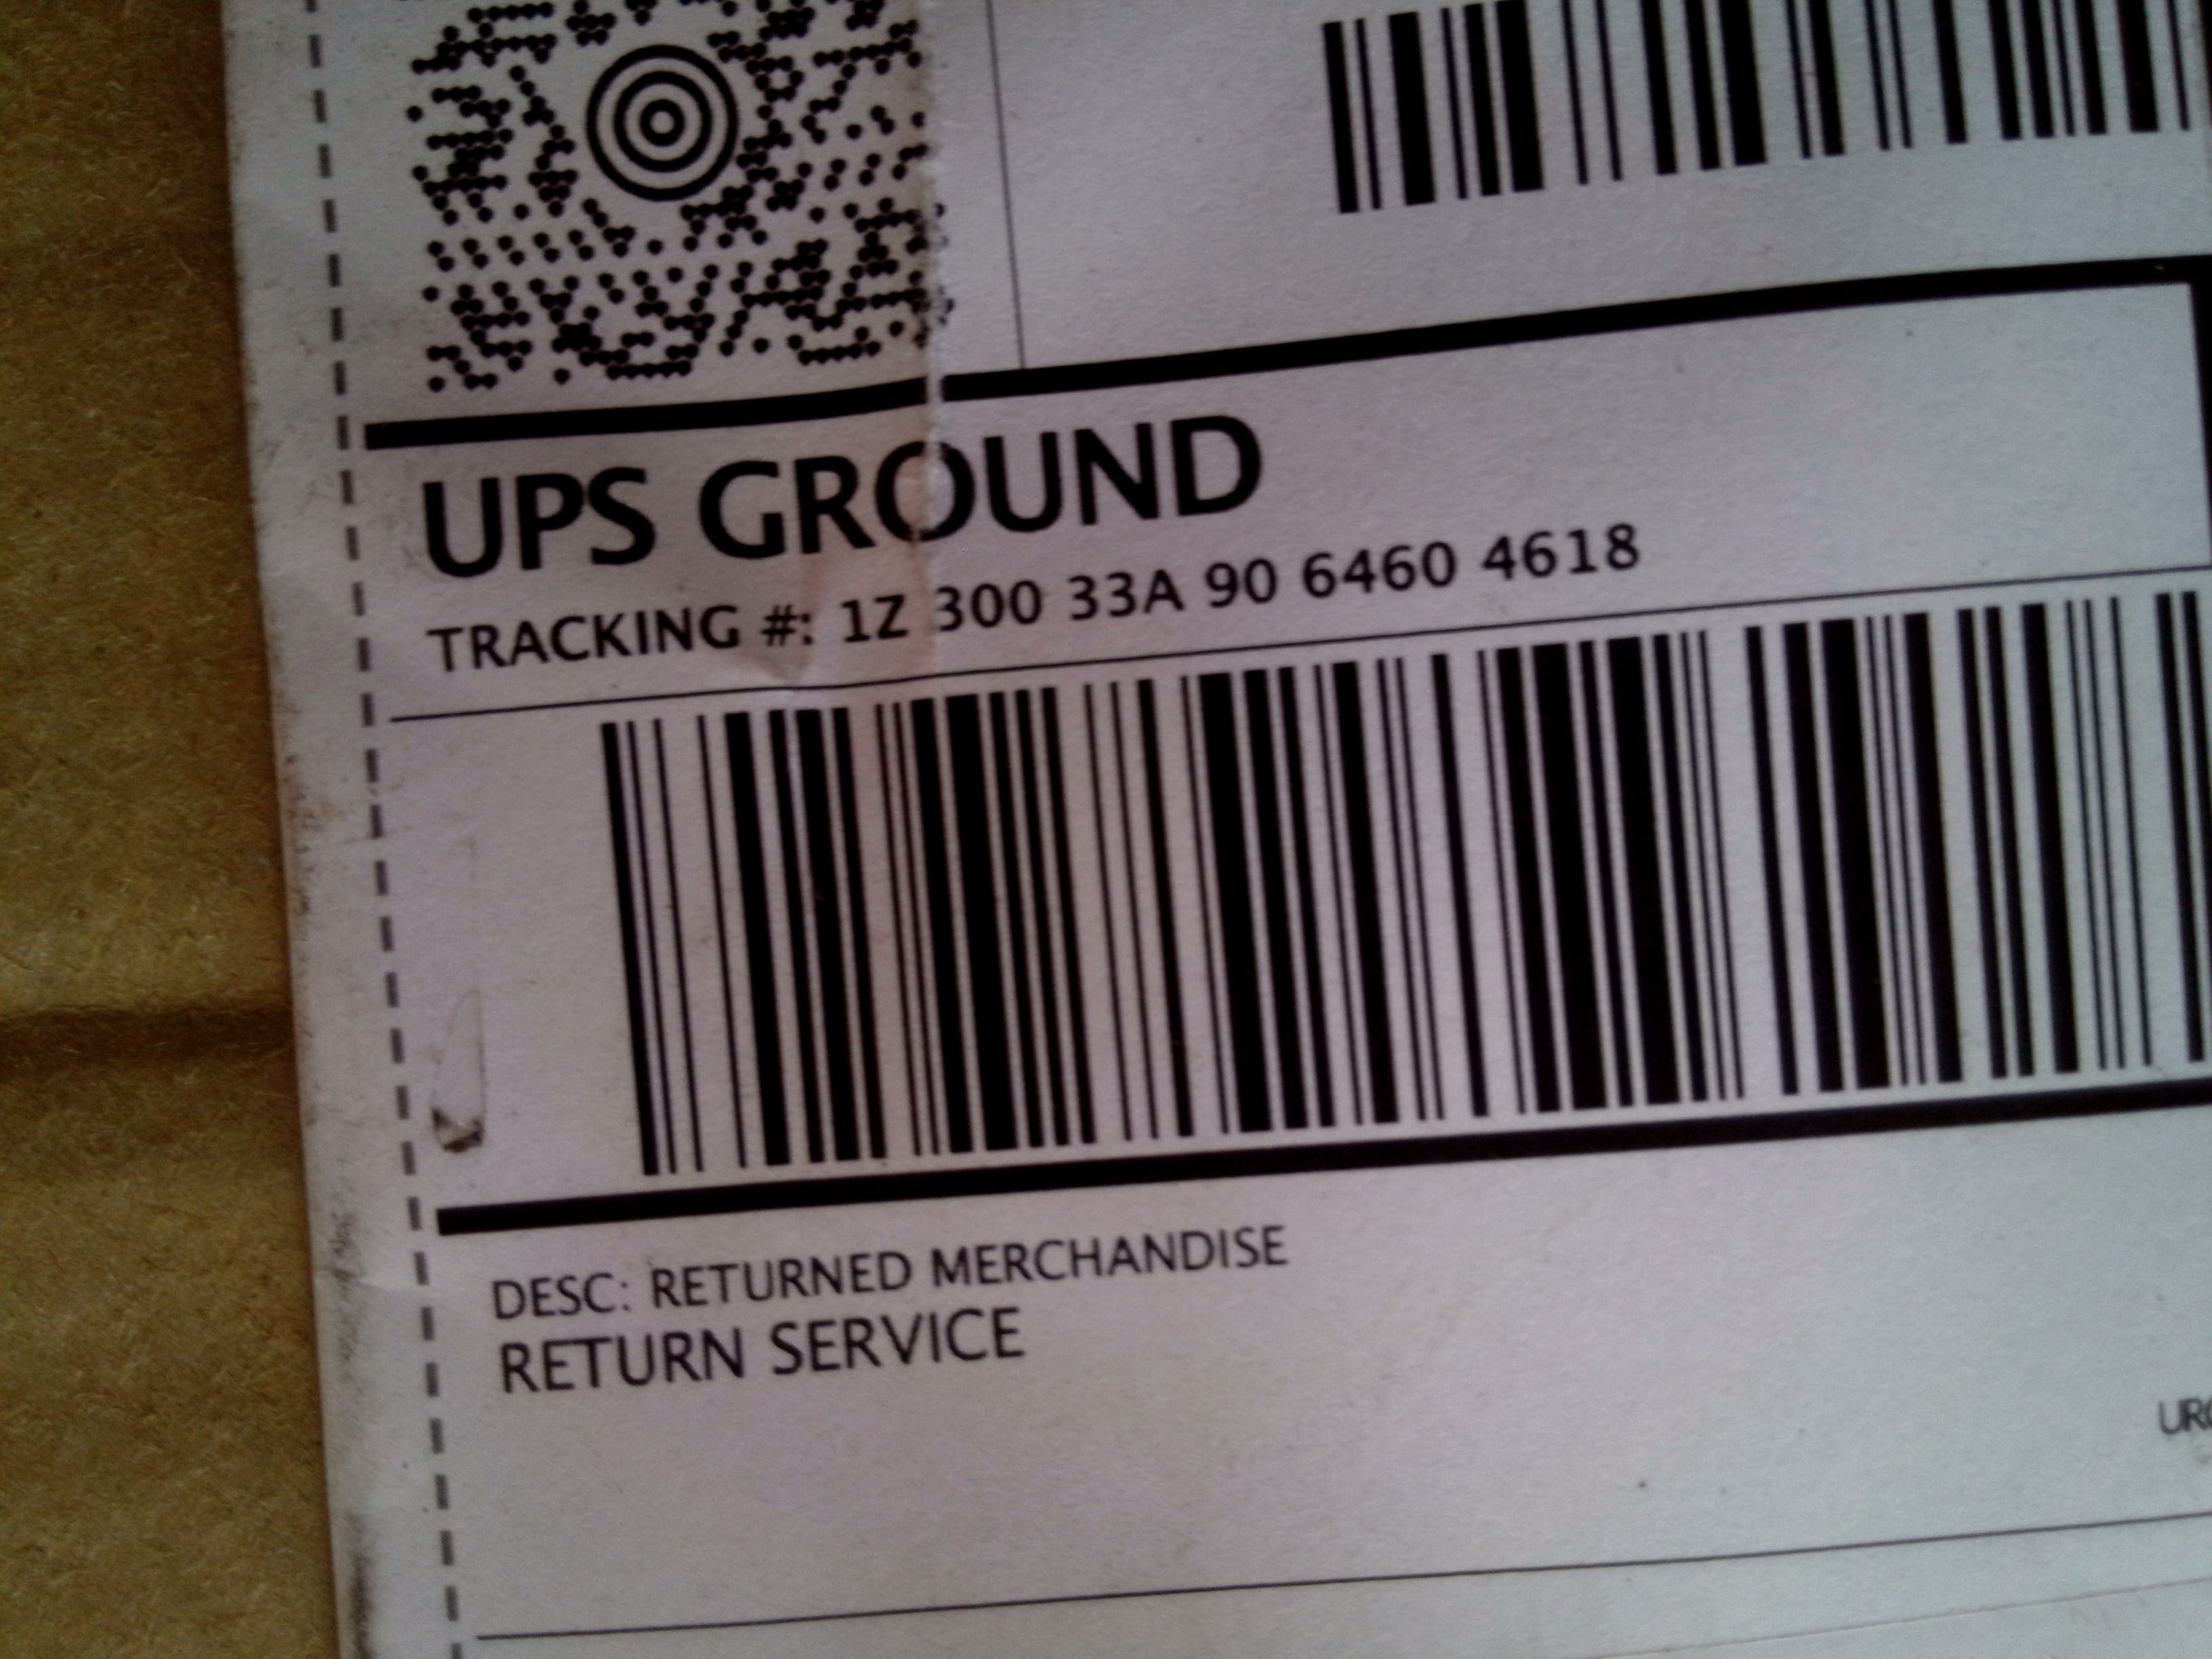 UPS GROUND
TRACKING #: 1Z 300 33A 90 6460 4618
DESC: RETURNED MERCHANDISE
RETURN SERVICE